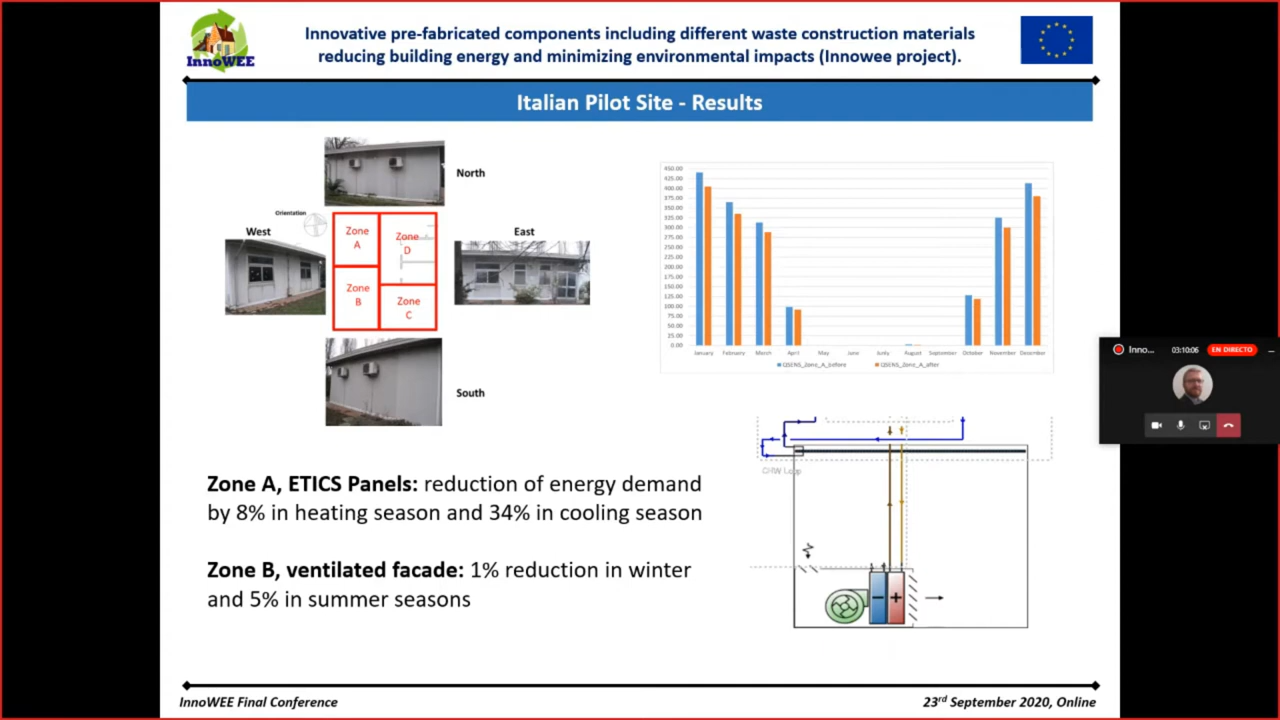 InnoWEE
Innovative pre-fabricated components including different waste construction materials
reducing building energy and minimizing environmental impacts (Innowee project).
Italian Pilot Site - Results
North
Orientation
West
East
Zone
A
Zone
D
Zone
B
Zone
C
South
450.00
425.00
400.00
375.00
350.00
325.00
300.00
275.00
250.00
225.00
200.00
175.00
150.00
125.00
100.00
75.00
50.00
25.00
0.00
January February March April May June Junly August September October November December
QSENS_Zone_A_before QSENS_Zone_A_after
Inno... 03:10:06 EN DIRECTO
CHW Loop
Zone A, ETICS Panels: reduction of energy demand
by 8% in heating season and 34% in cooling season
Zone B, ventilated facade: 1% reduction in winter
and 5% in summer seasons
InnoWEE Final Conference
23rd September 2020, Online